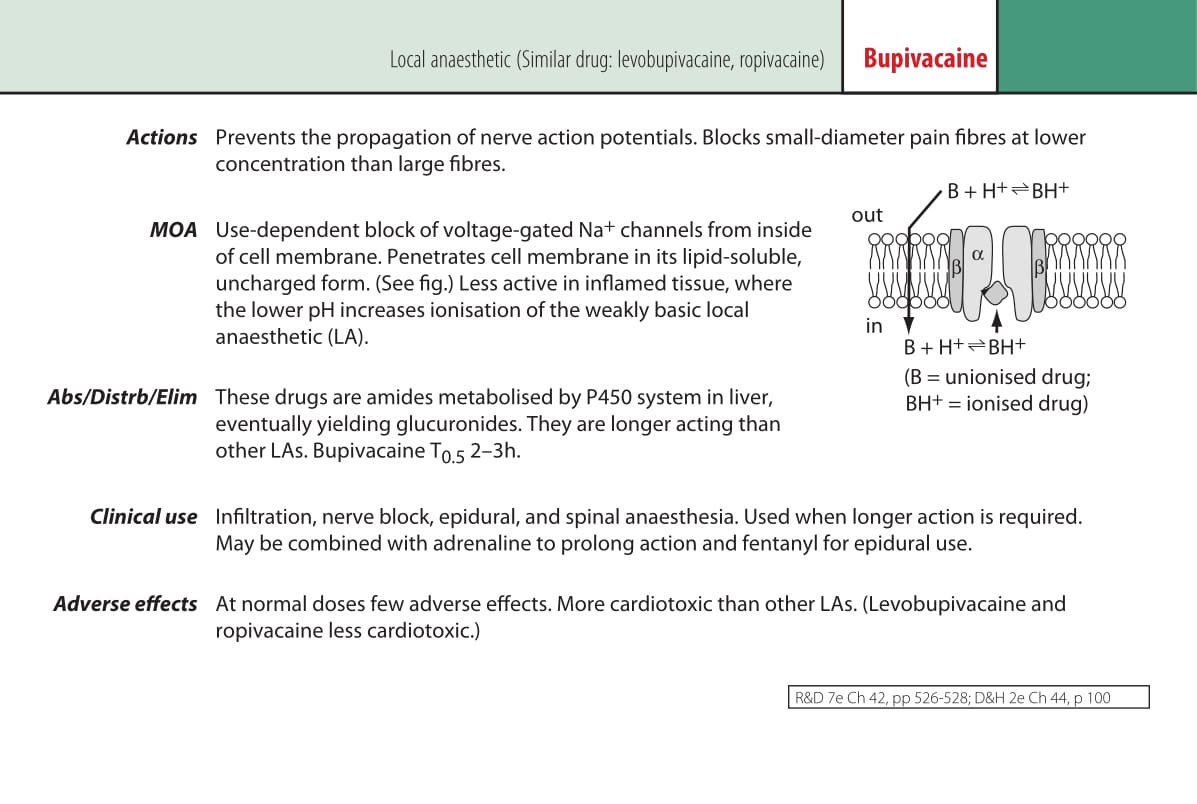 Local anaesthetic (Similar drug: levobupivacaine, ropivacaine)
Bupivacaine
Actions Prevents the propagation of nerve action potentials. Blocks small-diameter pain fibres at lower
concentration than large fibres.
MOA Use-dependent block of voltage-gated Na+ channels from inside
of cell membrane. Penetrates cell membrane in its lipid-soluble,
uncharged form. (See fig.) Less active in inflamed tissue, where
the lower pH increases ionisation of the weakly basic local
anaesthetic (LA).
B + H+⇌BH+
out
β
α
β
in
B + H+⇌BH+
(B = unionised drug;
BH+ = ionised drug)
Abs/Distrb/Elim These drugs are amides metabolised by P450 system in liver,
eventually yielding glucuronides. They are longer acting than
other LAs. Bupivacaine T0.5 2–3h.
Clinical use Infiltration, nerve block, epidural, and spinal anaesthesia. Used when longer action is required.
May be combined with adrenaline to prolong action and fentanyl for epidural use.
Adverse effects At normal doses few adverse effects. More cardiotoxic than other LAs. (Levobupivacaine and
ropivacaine less cardiotoxic.)
R&D 7e Ch 42, pp 526-528; D&H 2e Ch 44, p 100